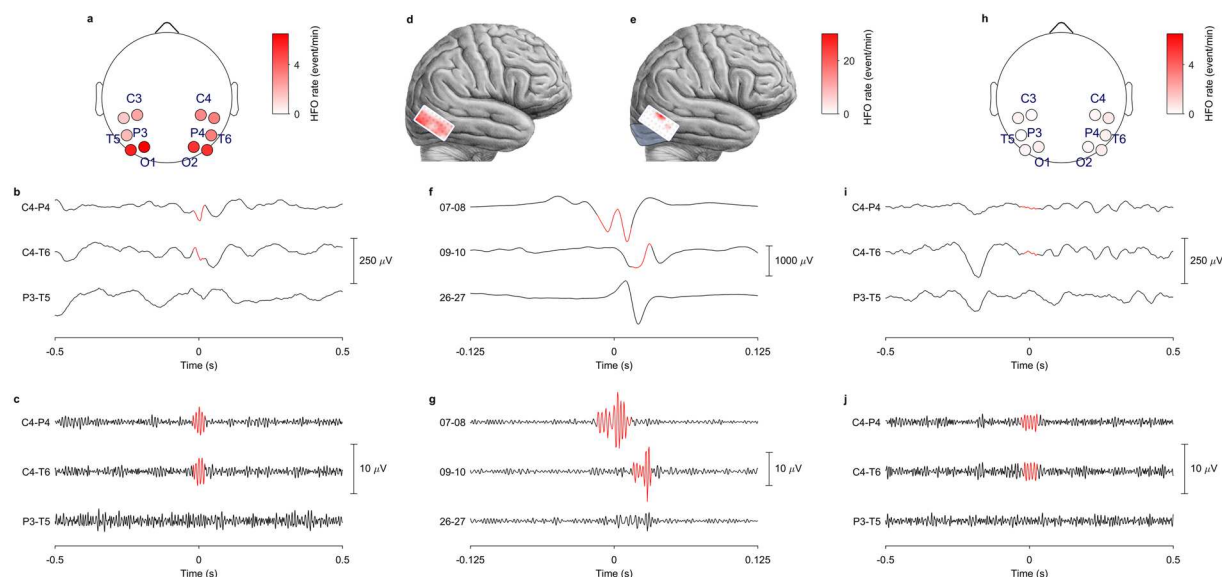 a
C3
C4
T5
P3
P4
T6
O1
O2
4
0
HFO rate (event/min)
d
e
20
0
HFO rate (event/min)
h
C3
C4
T5
P3
P4
T6
O1
O2
4
0
HFO rate (event/min)
b
C4-P4
C4-T6
P3-T5
250 μV
-0.5
0
0.5
Time (s)
f
07-08
09-10
26-27
1000 μV
-0.125
0
0.125
Time (s)
i
C4-P4
C4-T6
P3-T5
250 μV
-0.5
0
0.5
Time (s)
c
C4-P4
C4-T6
P3-T5
10 μV
-0.5
0
0.5
Time (s)
g
07-08
09-10
26-27
10 μV
-0.125
0
0.125
Time (s)
j
C4-P4
C4-T6
P3-T5
10 μV
-0.5
0
0.5
Time (s)